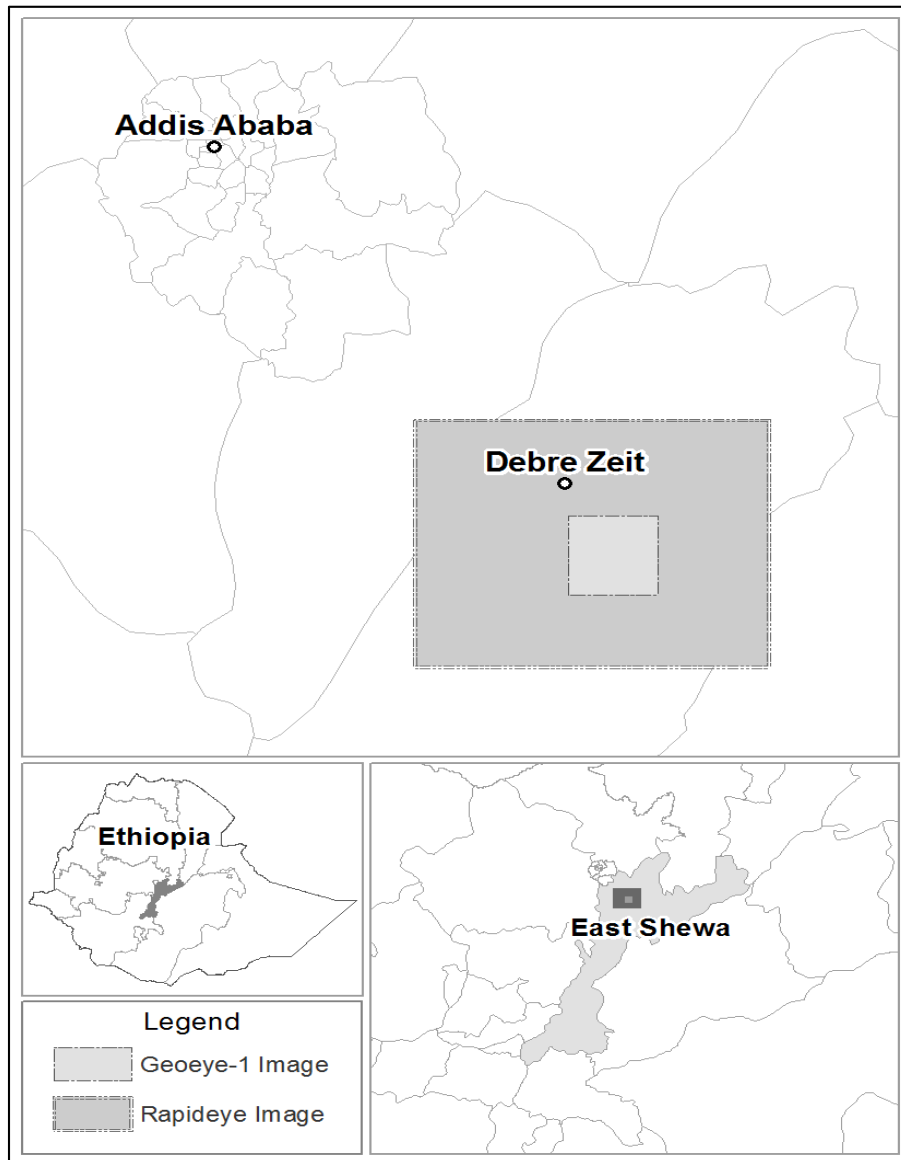 Addis Ababa
Debre Zeit
Ethiopia
East Shewa
Legend
Geoeye-1 Image
Rapideye Image